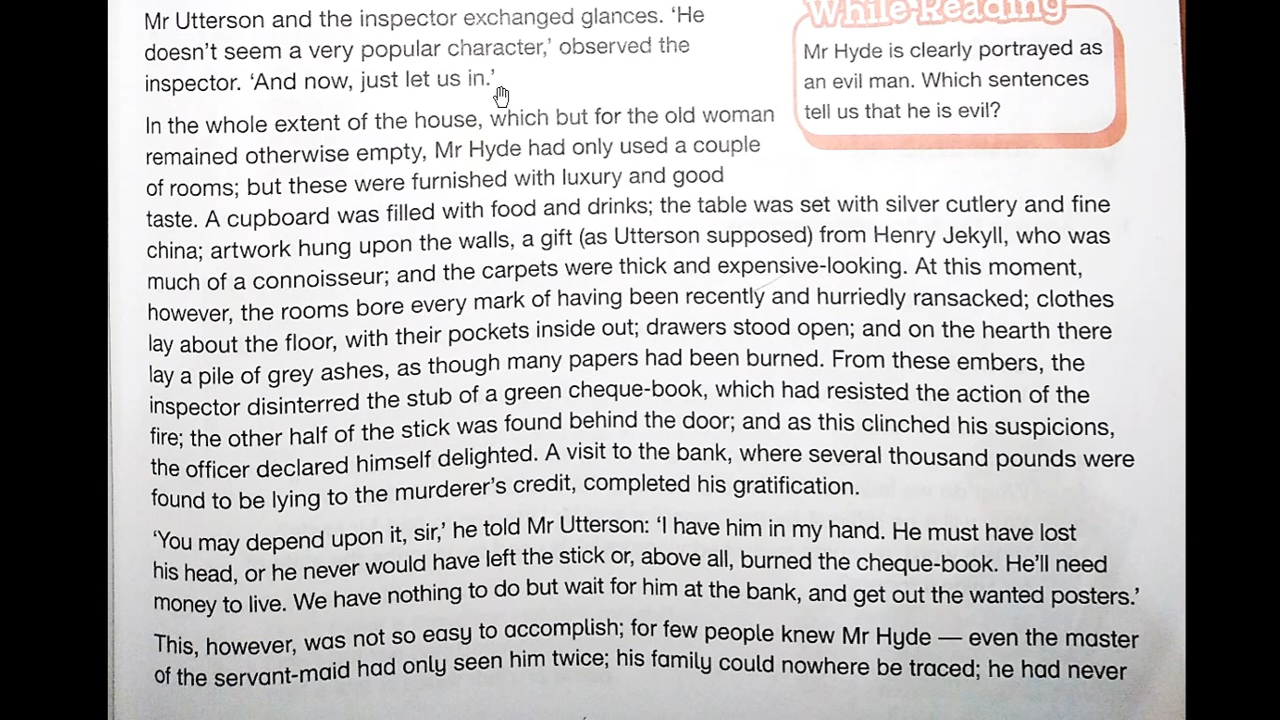 Mr Utterson and the inspector exchanged glances. ‘He
doesn’t seem a very popular character,’ observed the
inspector. ‘And now, just let us in.’
While-Reading
Mr Hyde is clearly portrayed as
an evil man. Which sentences
tell us that he is evil?
In the whole extent of the house, which but for the old woman
remained otherwise empty, Mr Hyde had only used a couple
of rooms; but these were furnished with luxury and good
taste. A cupboard was filled with food and drinks; the table was set with silver cutlery and fine
china; artwork hung upon the walls, a gift (as Utterson supposed) from Henry Jekyll, who was
much of a connoisseur; and the carpets were thick and expensive-looking. At this moment,
however, the rooms bore every mark of having been recently and hurriedly ransacked; clothes
lay about the floor, with their pockets inside out; drawers stood open; and on the hearth there
lay a pile of grey ashes, as though many papers had been burned. From these embers, the
inspector disinterred the stub of a green cheque-book, which had resisted the action of the
fire; the other half of the stick was found behind the door; and as this clinched his suspicions,
the officer declared himself delighted. A visit to the bank, where several thousand pounds were
found to be lying to the murderer’s credit, completed his gratification.
‘You may depend upon it, sir,’ he told Mr Utterson: ‘I have him in my hand. He must have lost
his head, or he never would have left the stick or, above all, burned the cheque-book. He’ll need
money to live. We have nothing to do but wait for him at the bank, and get out the wanted posters.’
This, however, was not so easy to accomplish; for few people knew Mr Hyde — even the master
of the servant-maid had only seen him twice; his family could nowhere be traced; he had never